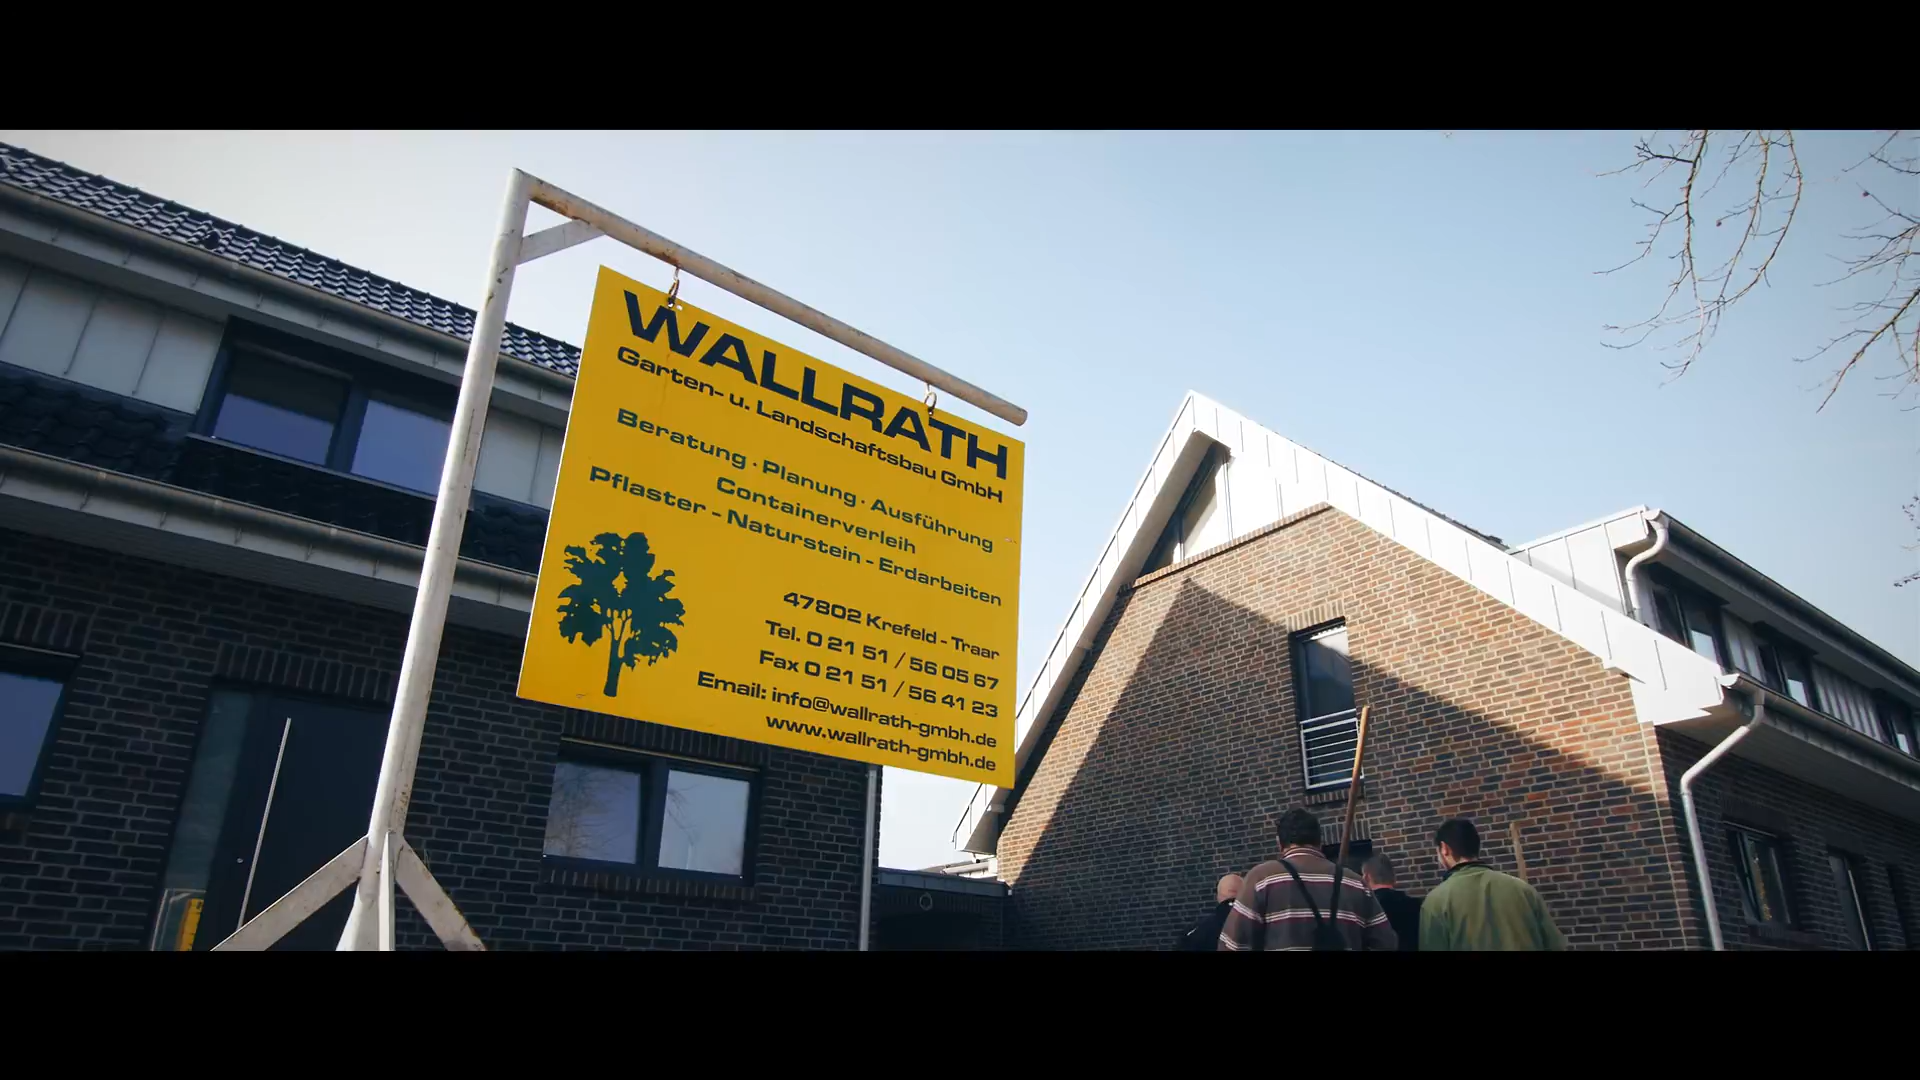 WALLRATH
Garten- u. Landschaftsbau GmbH
Beratung · Planung · Ausführung
Containerverleih
Pflaster - Naturstein - Erdarbeiten
47802 Krefeld - Traar
Tel. 0 21 51 / 56 05 67
Fax 0 21 51 / 56 41 23
Email: info@wallrath-gmbh.de
www.wallrath-gmbh.de